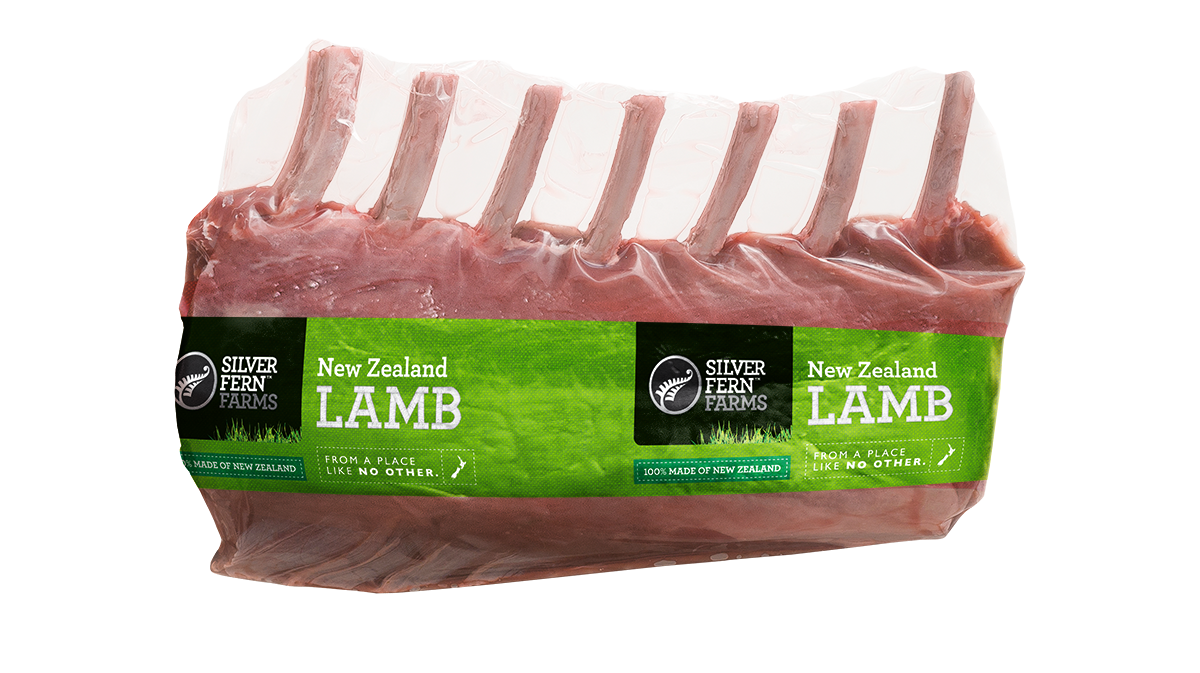 SILVER
FERN™
FARMS
New Zealand
LAMB
% MADE OF NEW ZEALAND
FROM A PLACE
LIKE NO OTHER.
SILVER
FERN™
FARMS
New Zealand
LAMB
100% MADE OF NEW ZEALAND
FROM A PLACE
LIKE NO OTHER.